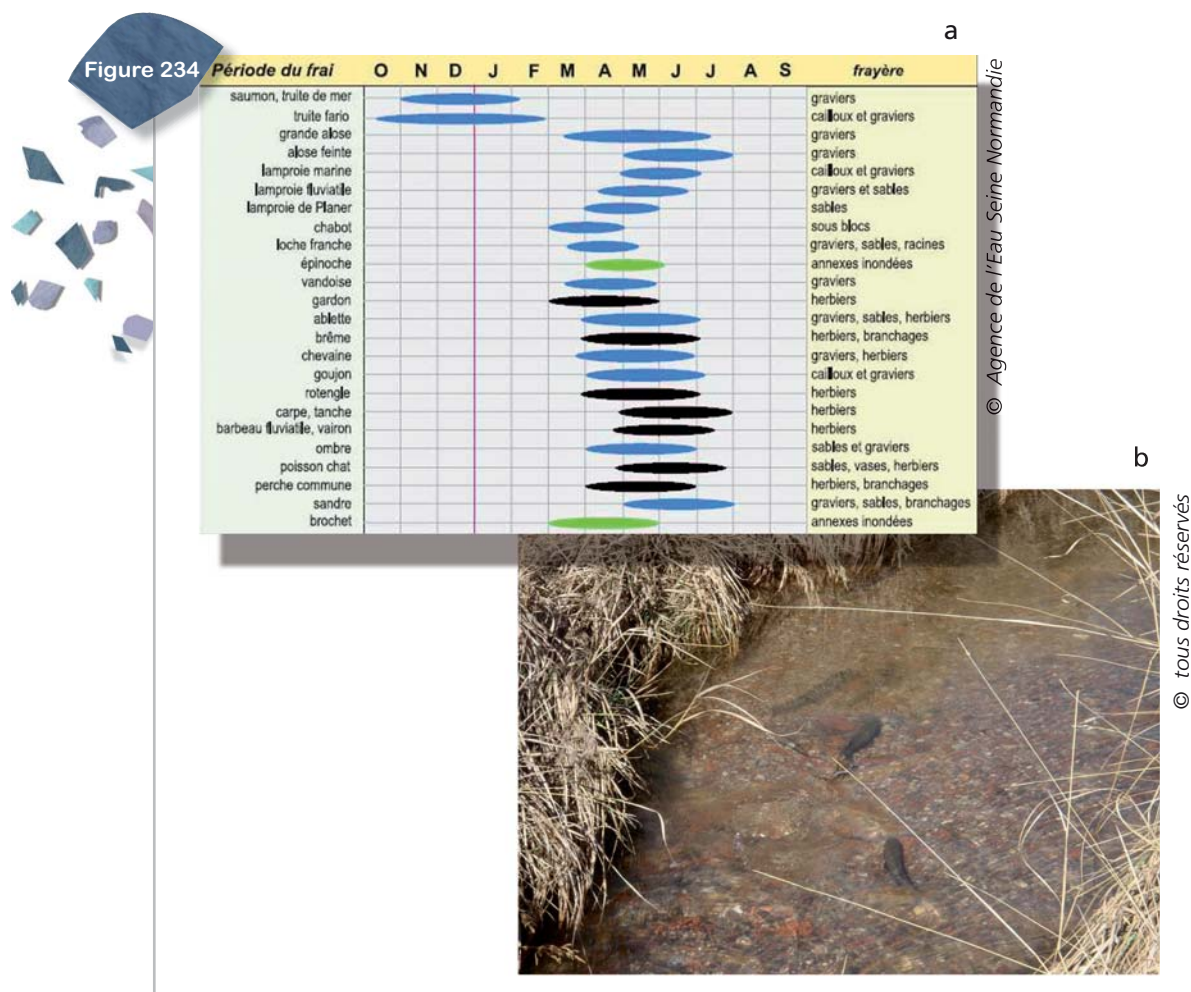 a
Figure 234
Période du frai O N D J F M A M J J A S frayère
saumon, truite de mer graviers
truite fario cailloux et graviers
grande alose graviers
alose feinte graviers
lamproie marine cailloux et graviers
lamproie fluviatile graviers et sables
lamproie de Planer sables
chabot sous blocs
loche franche graviers, sables, racines
épinoche annexes inondées
vandoise graviers
gardon herbiers
ablette graviers, sables, herbiers
brême herbiers, branchages
chevaine graviers, herbiers
goujon cailloux et graviers
rotengle herbiers
carpe, tanche herbiers
barbeau fluviatile, vairon herbiers
ombre sables et graviers
poisson chat sables, vases, herbiers
perche commune herbiers, branchages
sandre graviers, sables, branchages
brochet annexes inondées
© Agence de l'Eau Seine Normandie
b
© tous droits réservés